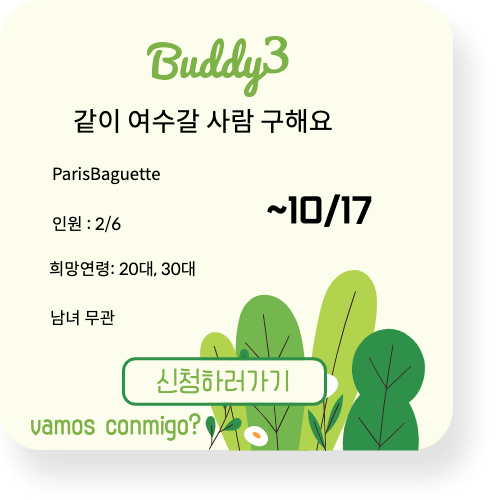 Buddy3
같이 여수갈 사람 구해요
ParisBaguette
~10/17
인원 : 2/6
희망연령: 20대, 30대
남녀 무관
신청하러가기
vamos conmigo?